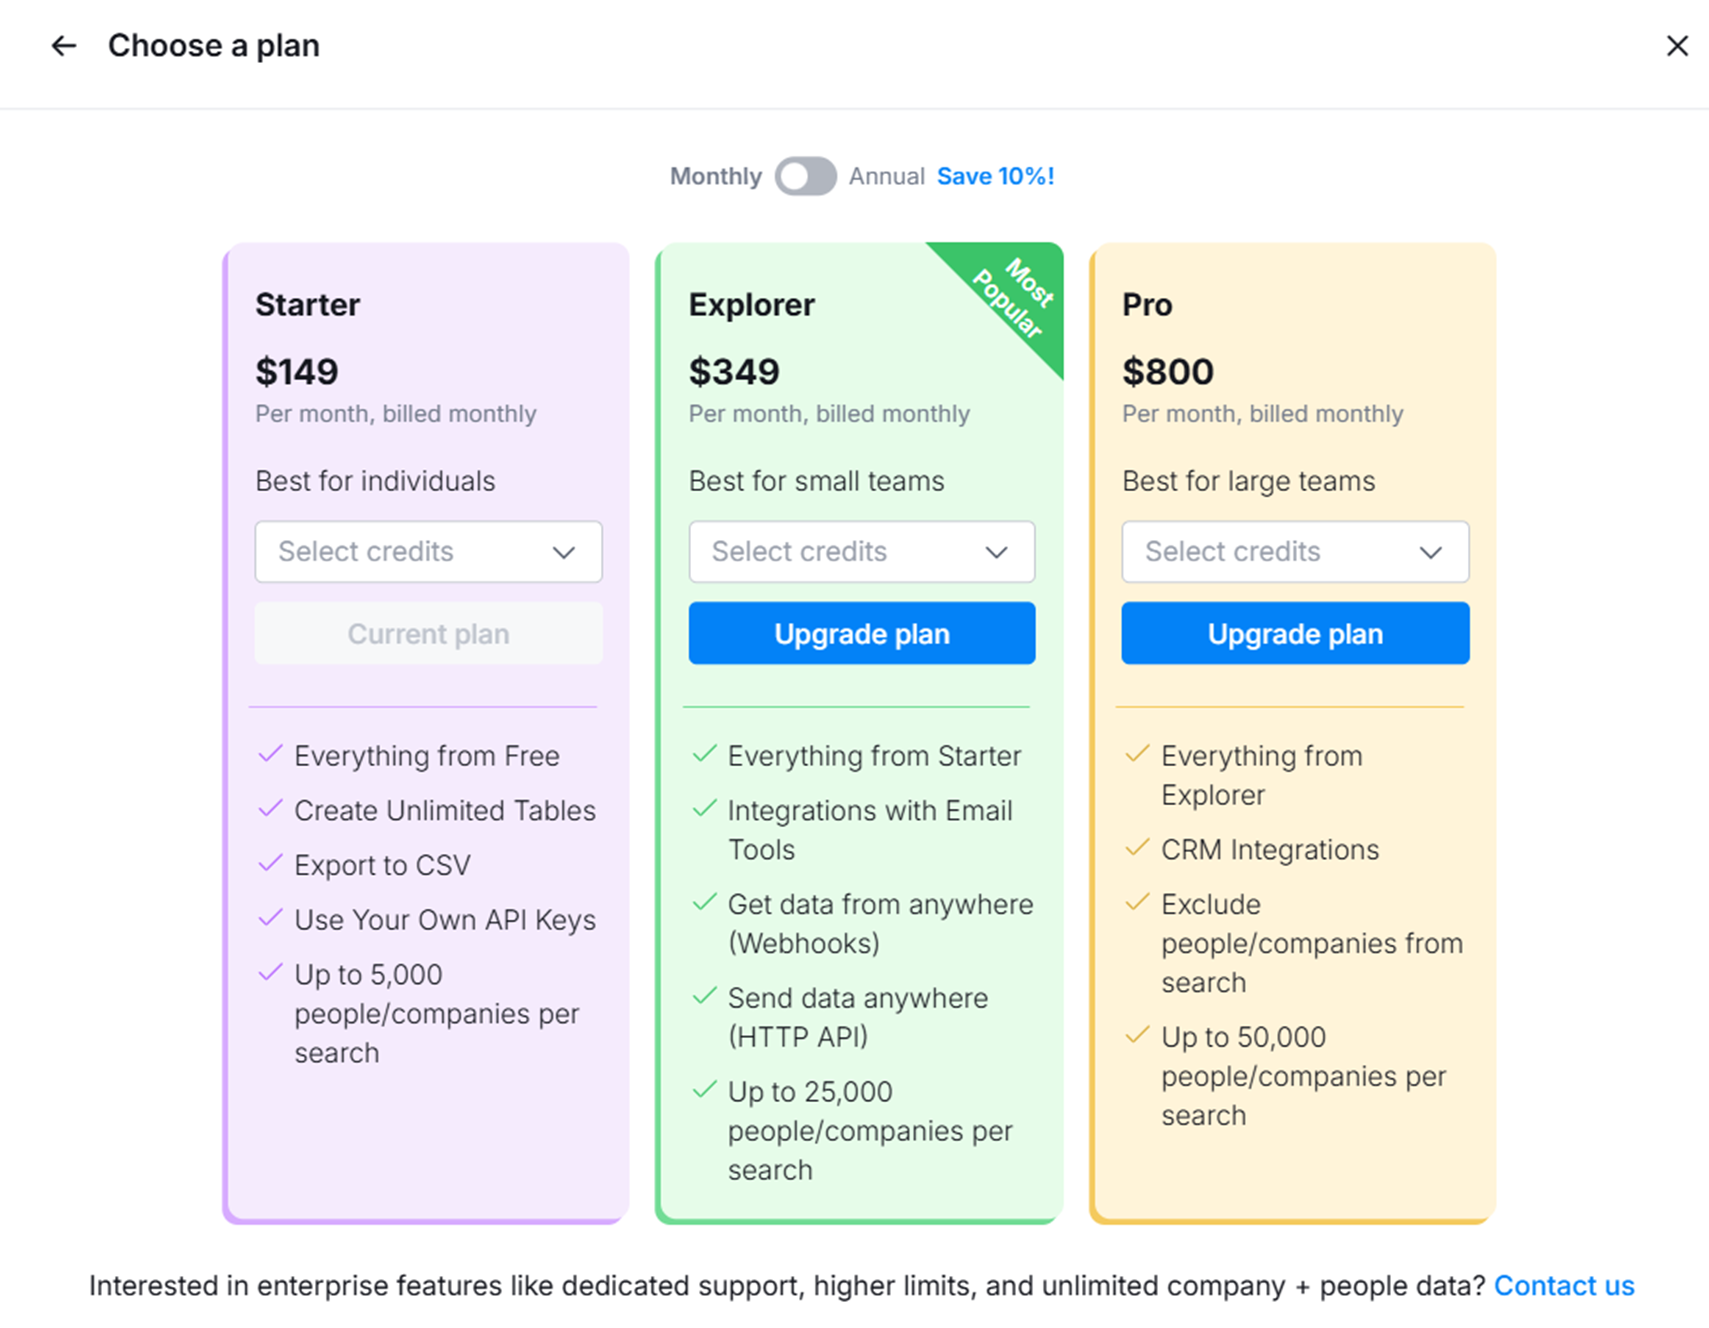 Choose a plan
Monthly Annual Save 10%!
Starter
$149
Per month, billed monthly
Best for individuals
Select credits
Current plan
Everything from Free
Create Unlimited Tables
Export to CSV
Use Your Own API Keys
Up to 5,000
people/companies per
search
Most
Popular
Explorer
$349
Per month, billed monthly
Best for small teams
Select credits
Upgrade plan
Everything from Starter
Integrations with Email
Tools
Get data from anywhere
(Webhooks)
Send data anywhere
(HTTP API)
Up to 25,000
people/companies per
search
Pro
$800
Per month, billed monthly
Best for large teams
Select credits
Upgrade plan
Everything from
Explorer
CRM Integrations
Exclude
people/companies from
search
Up to 50,000
people/companies per
search
Interested in enterprise features like dedicated support, higher limits, and unlimited company + people data? Contact us